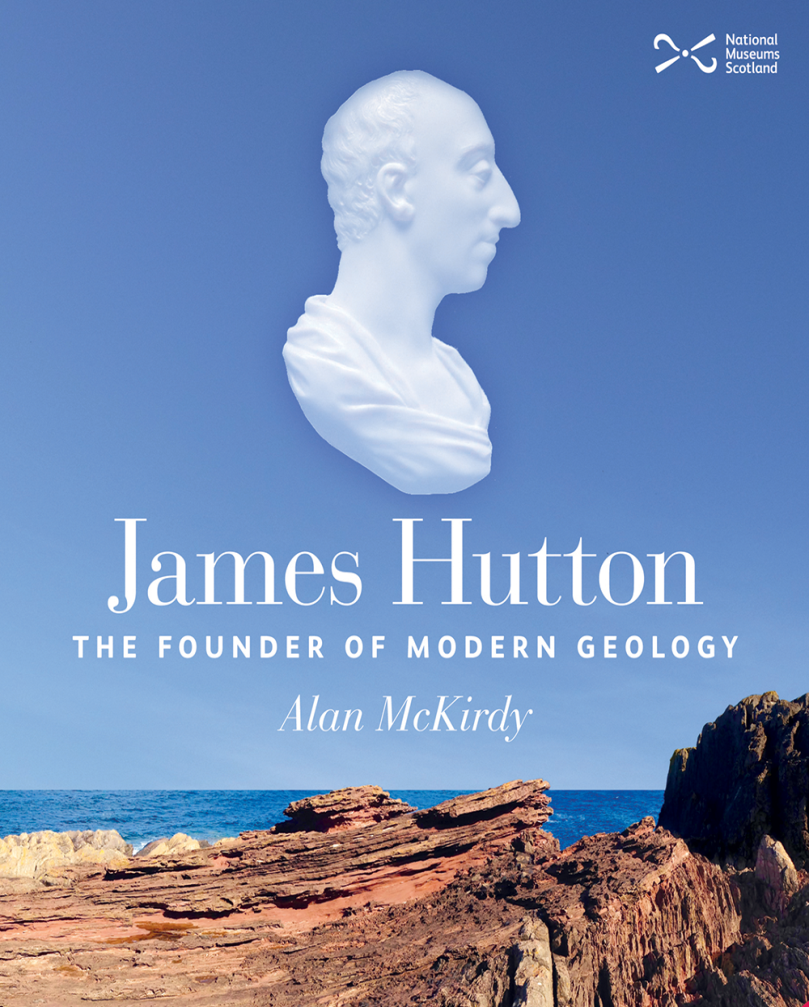 National
Museums
Scotland
James Hutton
THE FOUNDER OF MODERN GEOLOGY
Alan McKirdy